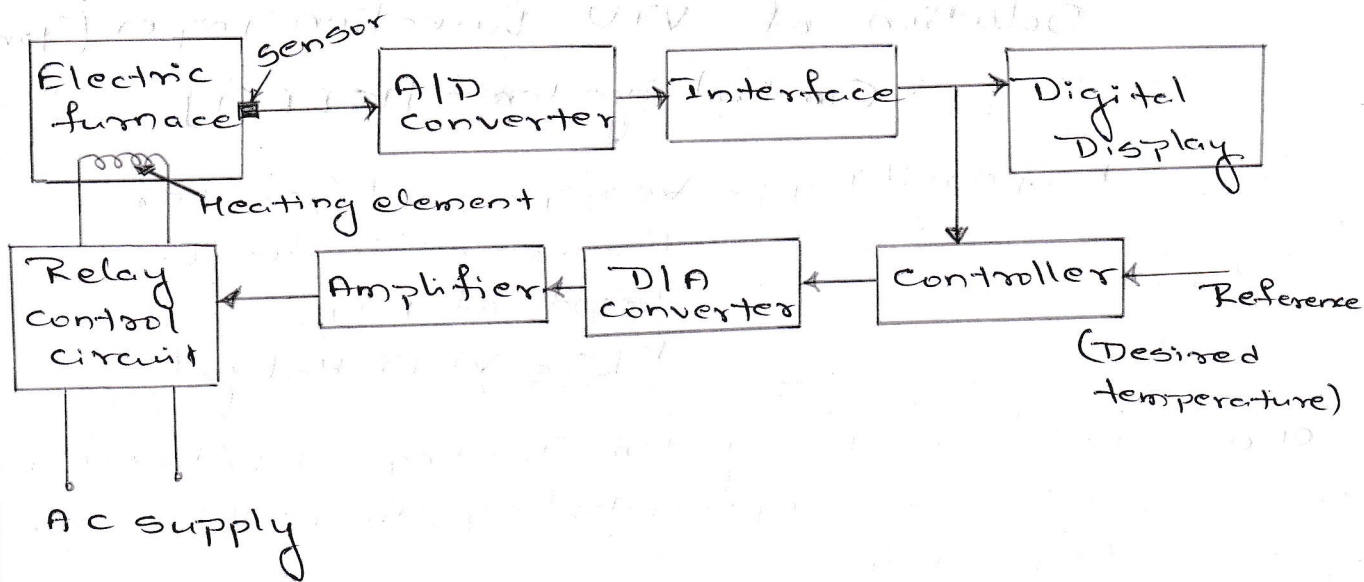 Sensor
Electric
furnace
A/D
converter
Interface
Digital
Display
Heating element
Relay
control
circuit
Amplifier
D/A
converter
controller
Reference
(Desired
temperature)
AC supply